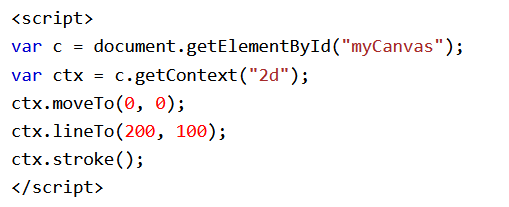 <script>
var c = document.getElementById("myCanvas");
var ctx = c.getContext("2d");
ctx.moveTo(0, 0);
ctx.lineTo(200, 100);
ctx.stroke();
</script>